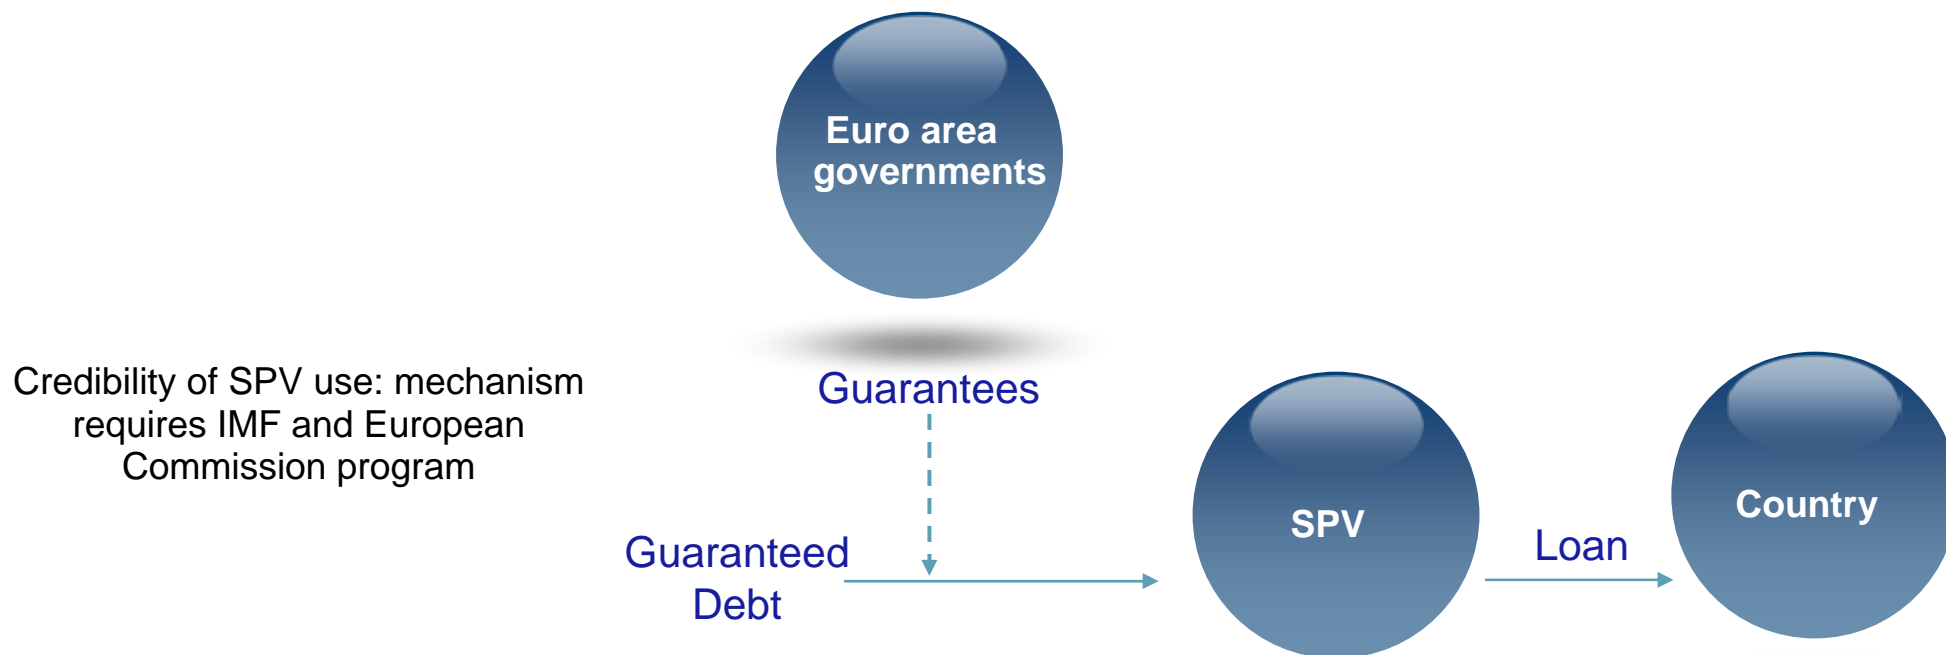 Euro area
governments
Credibility of SPV use: mechanism
requires IMF and European
Commission program
Guarantees
Guaranteed
Debt
SPV
Loan
Country